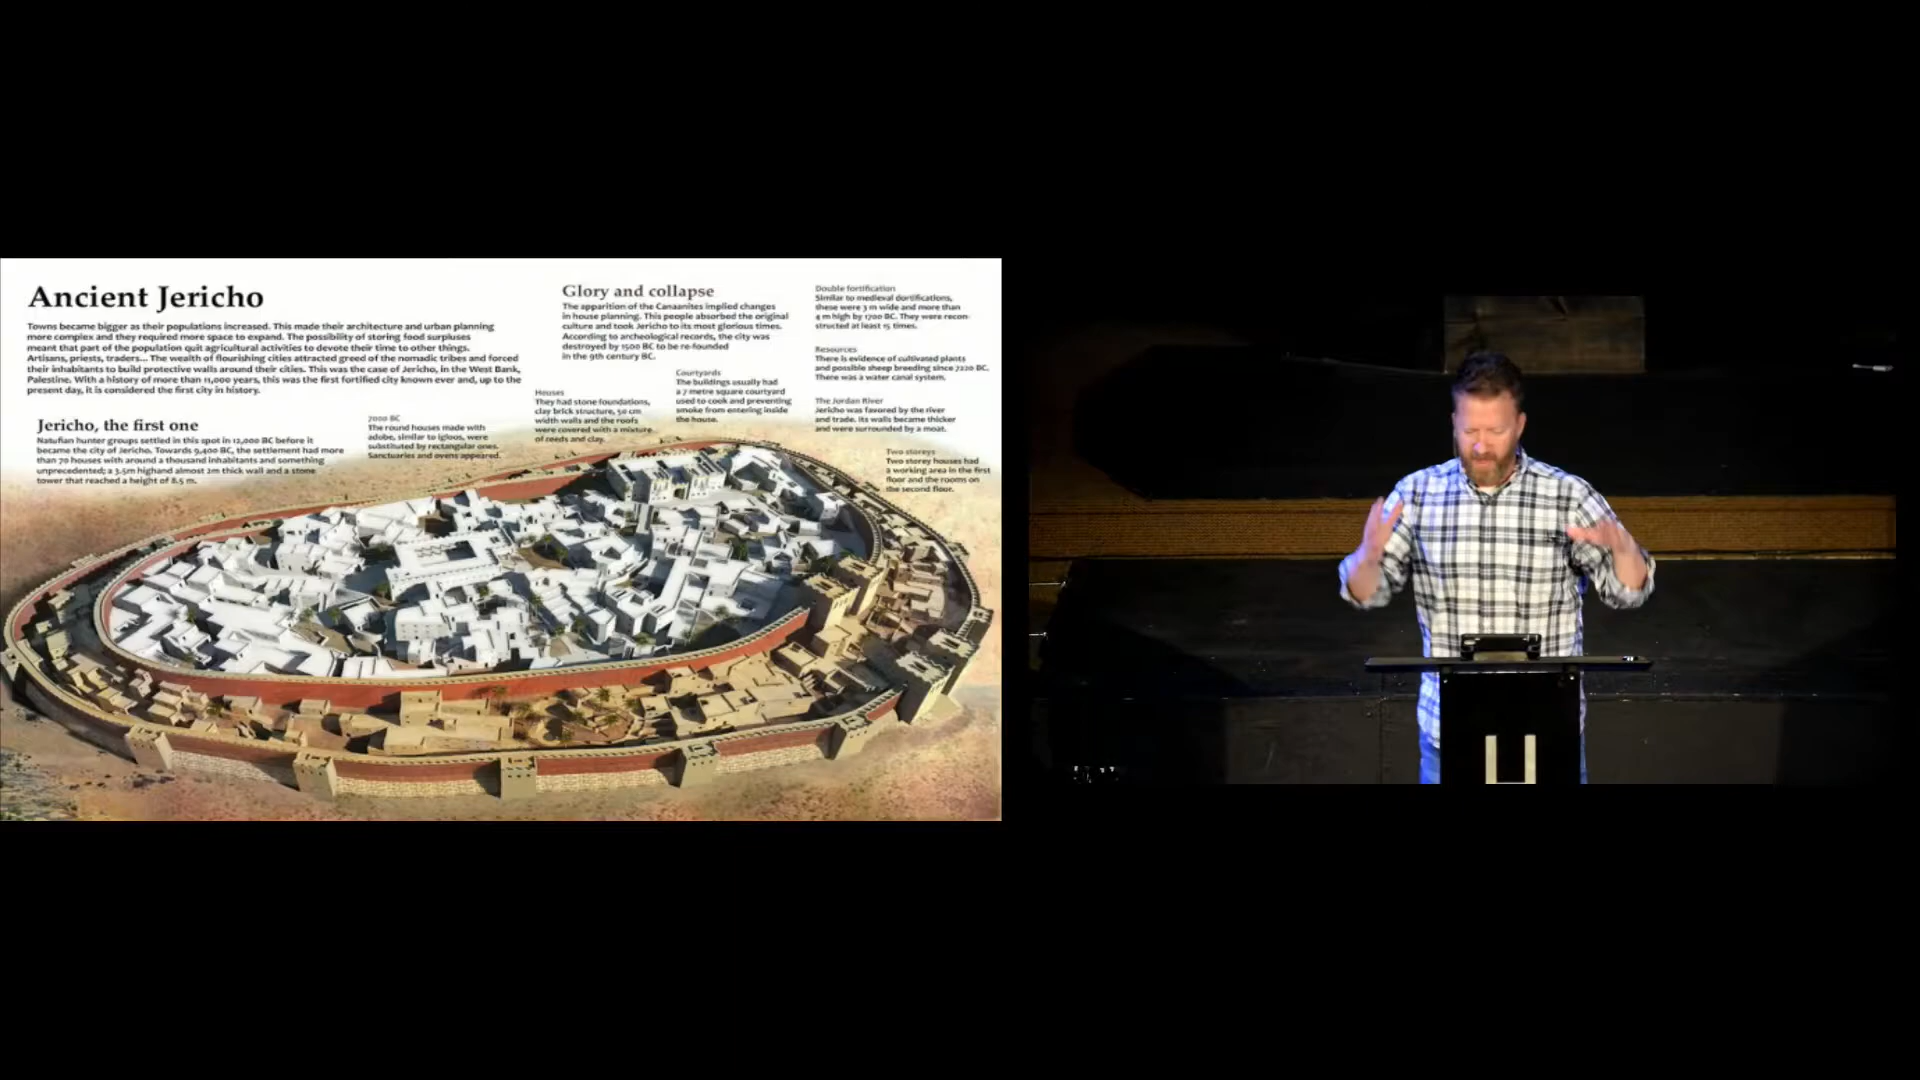 Ancient Jericho
Towns became bigger as their populations increased. This made their architecture and urban planning
more complex and they required more space to expand. The possibility of storing food surpluses
meant that part of the population quit agricultural activities to devote their time to other things.
Artisans, priests, traders... The wealth of flourishing cities attracted greed of the nomadic tribes and forced
their inhabitants to build protective walls around their cities. This was the case of Jericho, in the West Bank,
Palestine. With a history of more than 11,000 years, this was the first fortified city known ever and, up to the
present day, it is considered the first city in history.
Jericho, the first one
Natufian hunter groups settled in this spot in 12,000 BC before it
became the city of Jericho. Towards 9,400 BC, the settlement had more
than 70 houses with around a thousand inhabitants and something
unprecedented; a 3.5m highand almost 2m thick wall and a stone
tower that reached a height of 8.5 m.
7000 BC
The round houses made with
adobe, similar to igloos, were
substituted by rectangular ones.
Sanctuaries and ovens appeared.
Glory and collapse
The apparition of the Canaanites implied changes
in house planning. This people absorbed the original
culture and took Jericho to its most glorious times.
According to archeological records, the city was
destroyed by 1500 BC to be re-founded
in the 9th century BC.
Houses
They had stone foundations,
clay brick structure, 50 cm
width walls and the roofs
were covered with a mixture
of reeds and clay.
Courtyards
The buildings usually had
a 7 metre square courtyard
used to cook and preventing
smoke from entering inside
the house.
Double fortification
Similar to medieval dortifications,
these were 3 m wide and more than
4 m high by 1700 BC. They were recon-
structed at least 15 times.
Resources
There is evidence of cultivated plants
and possible sheep breeding since 7220 BC.
There was a water canal system.
The Jordan River
Jericho was favored by the river
and trade. Its walls became thicker
and were surrounded by a moat.
Two storeys
Two storey houses had
a working area in the first
floor and the rooms on
the second floor.